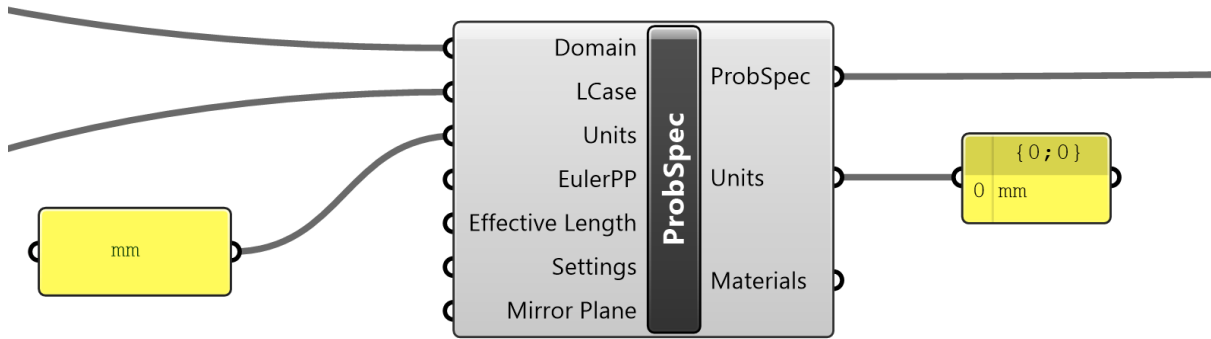 Domain
LCase
Units
EulerPP
Effective Length
Settings
Mirror Plane
ProbSpec
ProbSpec
Units
Materials
mm
{0;0}
0 mm